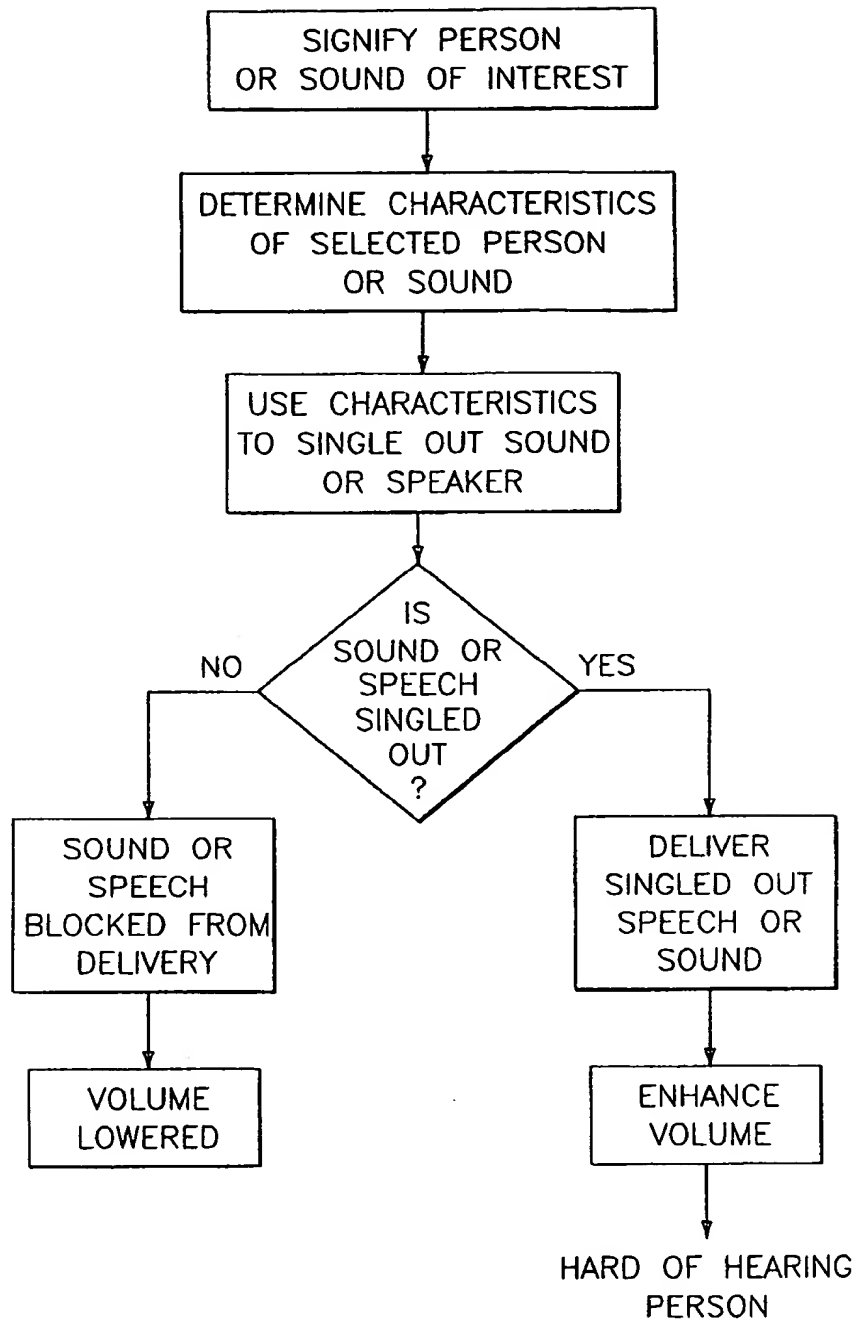 SIGNIFY PERSON
OR SOUND OF INTEREST
DETERMINE CHARACTERISTICS
OF SELECTED PERSON
OR SOUND
USE CHARACTERISTICS
TO SINGLE OUT SOUND
OR SPEAKER
IS
SOUND OR
SPEECH
SINGLED
OUT
?
NO
YES
SOUND OR
SPEECH
BLOCKED FROM
DELIVERY
VOLUME
LOWERED
DELIVER
SINGLED OUT
SPEECH OR
SOUND
ENHANCE
VOLUME
HARD OF HEARING
PERSON